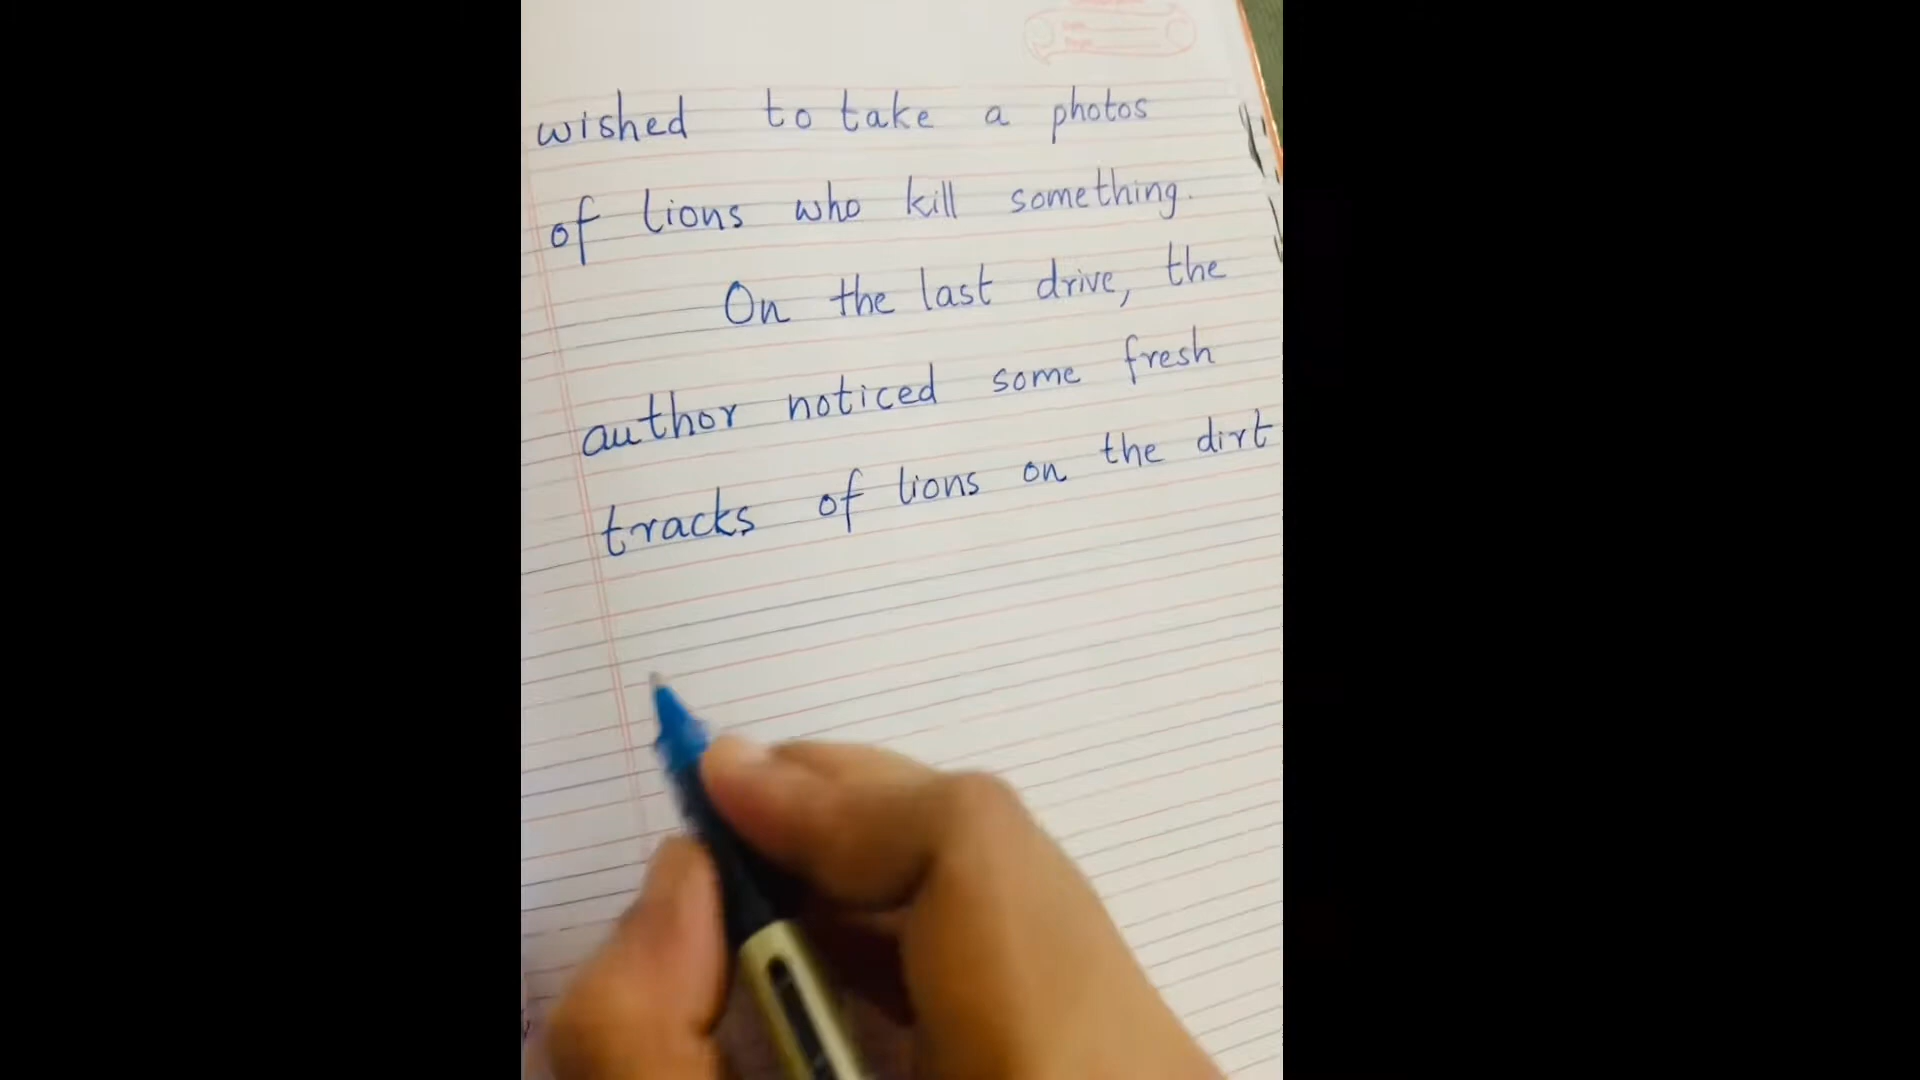 wished to take a photos
of lions who kill something.
On the last drive, the
author noticed some fresh
tracks of lions on the dirt